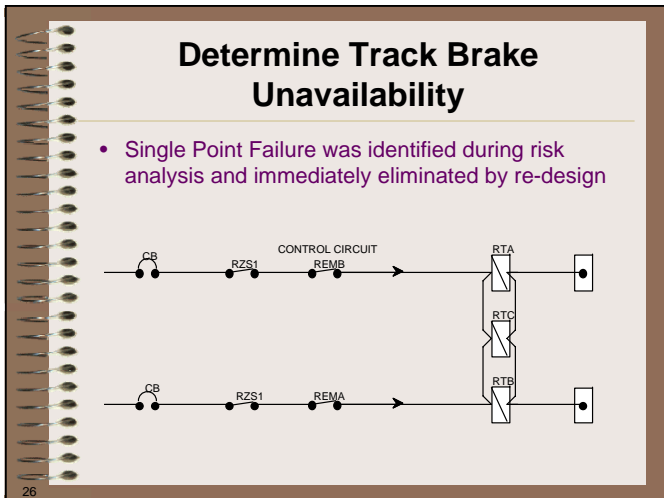 Determine Track Brake
Unavailability
• Single Point Failure was identified during risk
analysis and immediately eliminated by re-design
CONTROL CIRCUIT
CB
RZS1
REMB
RTA
RTC
CB
RZS1
REMA
RTB
26